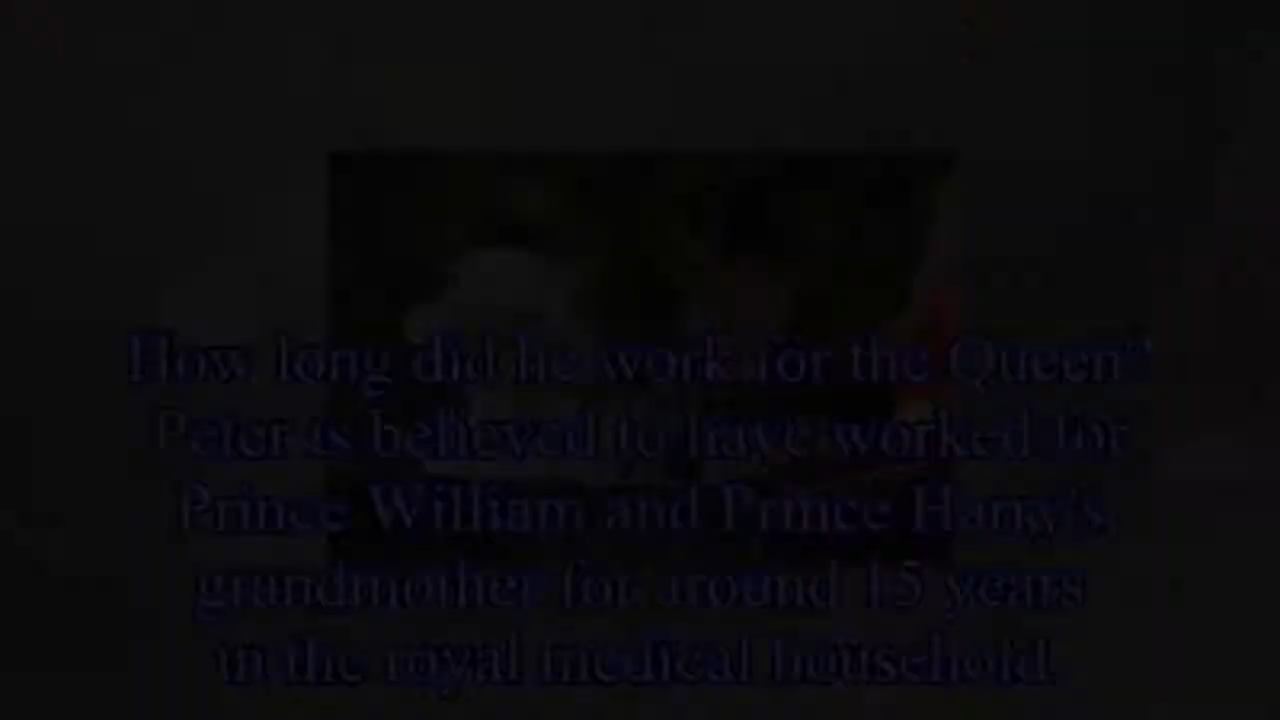 How long did he work for the Queen?
Peter is believed to have worked for
Prince William and Prince Harry's
grandmother for around 15 years
in the royal medical household.